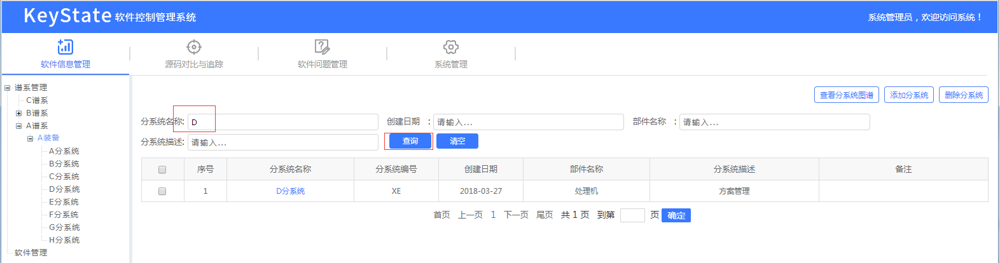 KeyState 软件控制管理系统
系统管理员，欢迎访问系统！
软件信息管理
源码对比与追踪
软件问题管理
系统管理
谱系管理
C谱系
B谱系
A谱系
A装备
A分系统
B分系统
C分系统
D分系统
E分系统
F分系统
G分系统
H分系统
软件管理
查看分系统图谱 添加分系统 删除分系统
分系统名称: D 创建日期 : 请输入... 部件名称 : 请输入...
分系统描述: 请输入... 查询 清空
序号 分系统名称 分系统编号 创建日期 部件名称 分系统描述 备注
1 D分系统 XE 2018-03-27 处理机 方案管理
首页 上一页 1 下一页 尾页 共 1 页 到第 页 确定